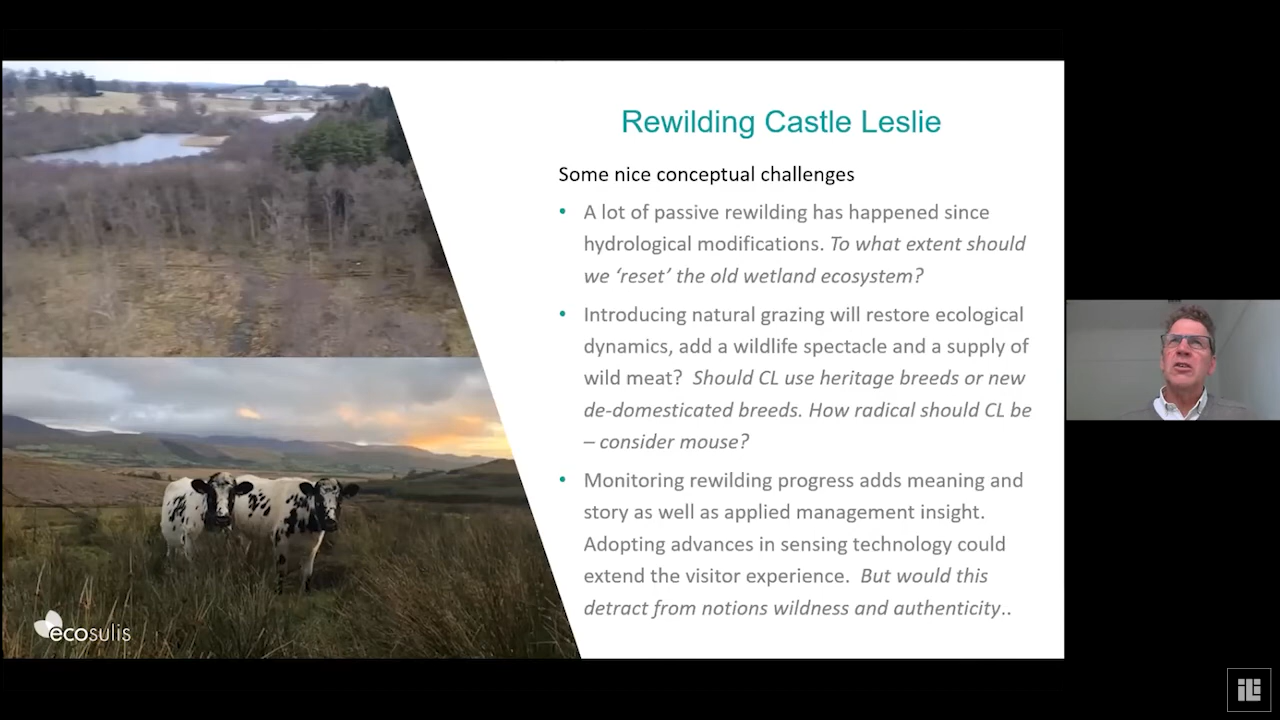 Rewilding Castle Leslie
Some nice conceptual challenges
• A lot of passive rewilding has happened since
hydrological modifications. To what extent should
we ‘reset’ the old wetland ecosystem?
• Introducing natural grazing will restore ecological
dynamics, add a wildlife spectacle and a supply of
wild meat? Should CL use heritage breeds or new
de-domesticated breeds. How radical should CL be
– consider mouse?
• Monitoring rewilding progress adds meaning and
story as well as applied management insight.
Adopting advances in sensing technology could
extend the visitor experience. But would this
detract from notions wildness and authenticity..
ecosulis